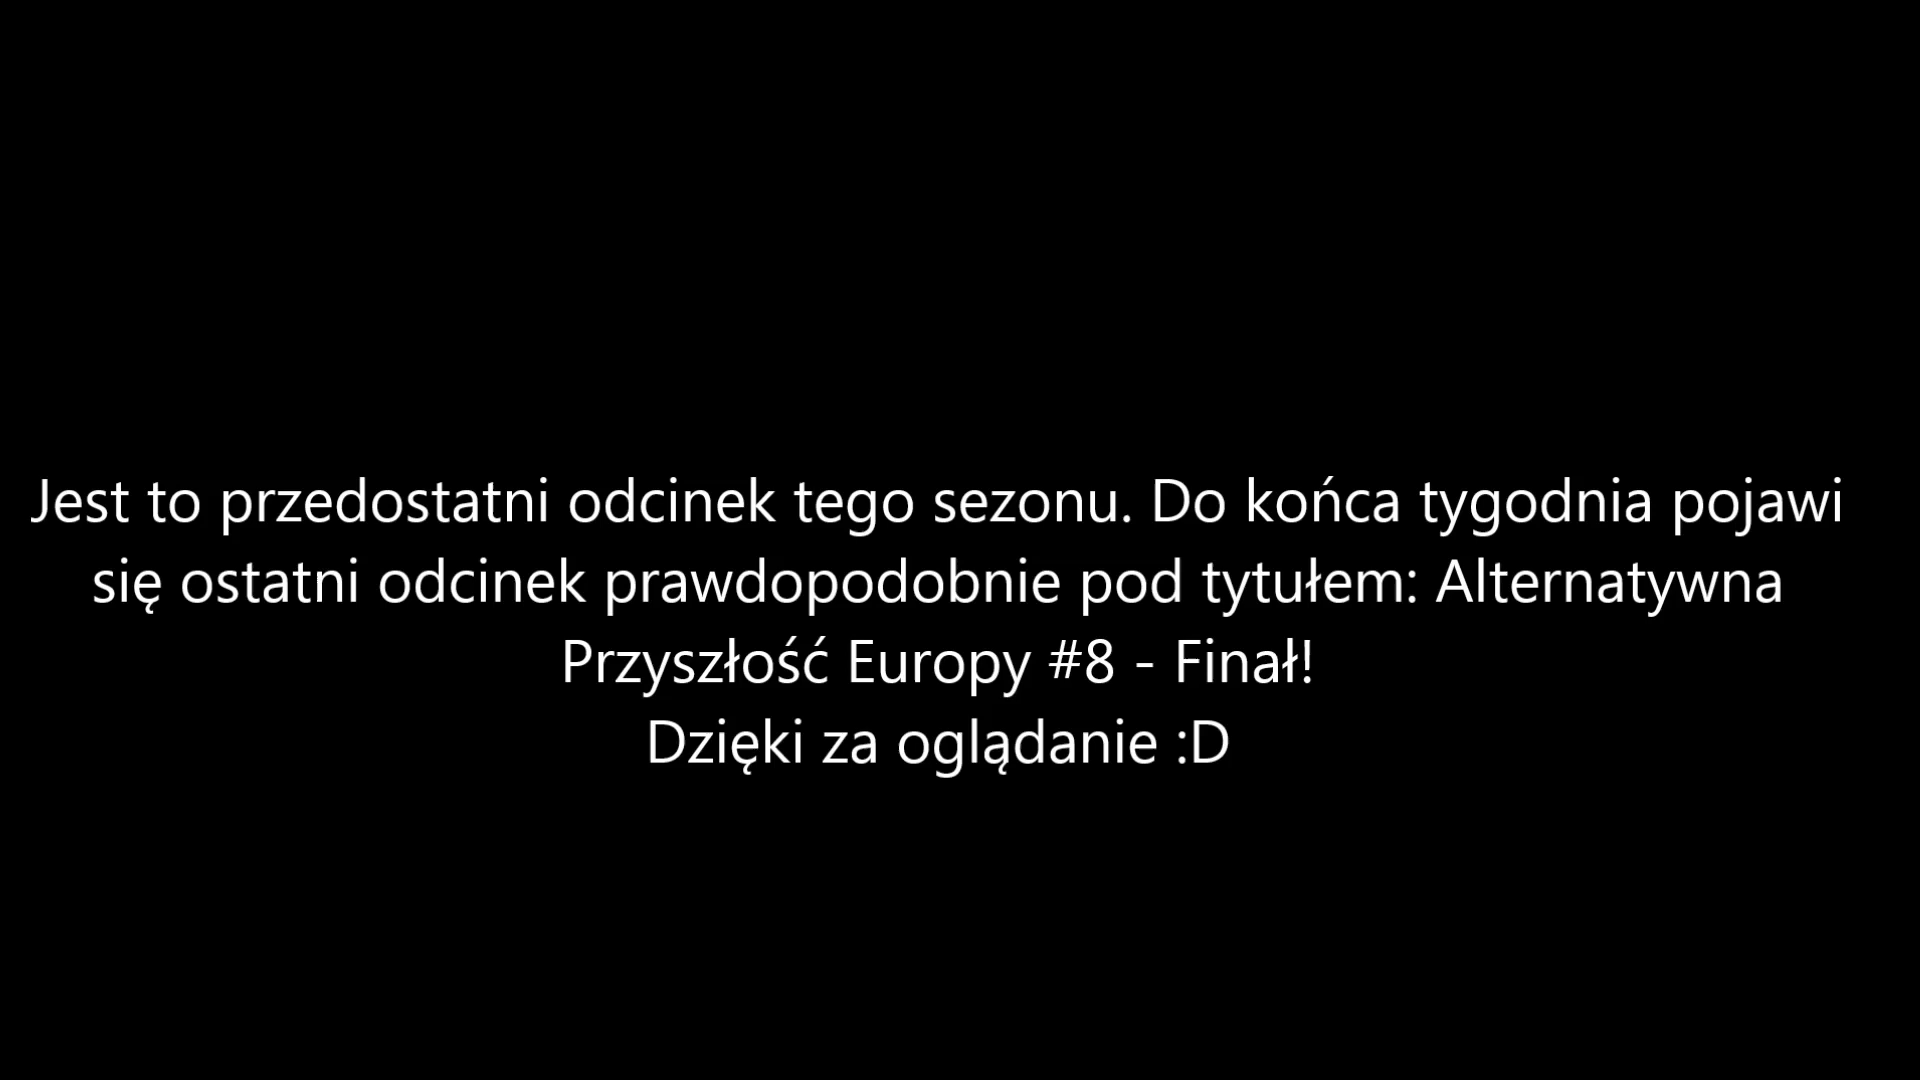 Jest to przedostatni odcinek tego sezonu. Do końca tygodnia pojawi
się ostatni odcinek prawdopodobnie pod tytułem: Alternatywna
Przyszłość Europy #8 - Finał!
Dzięki za oglądanie :D